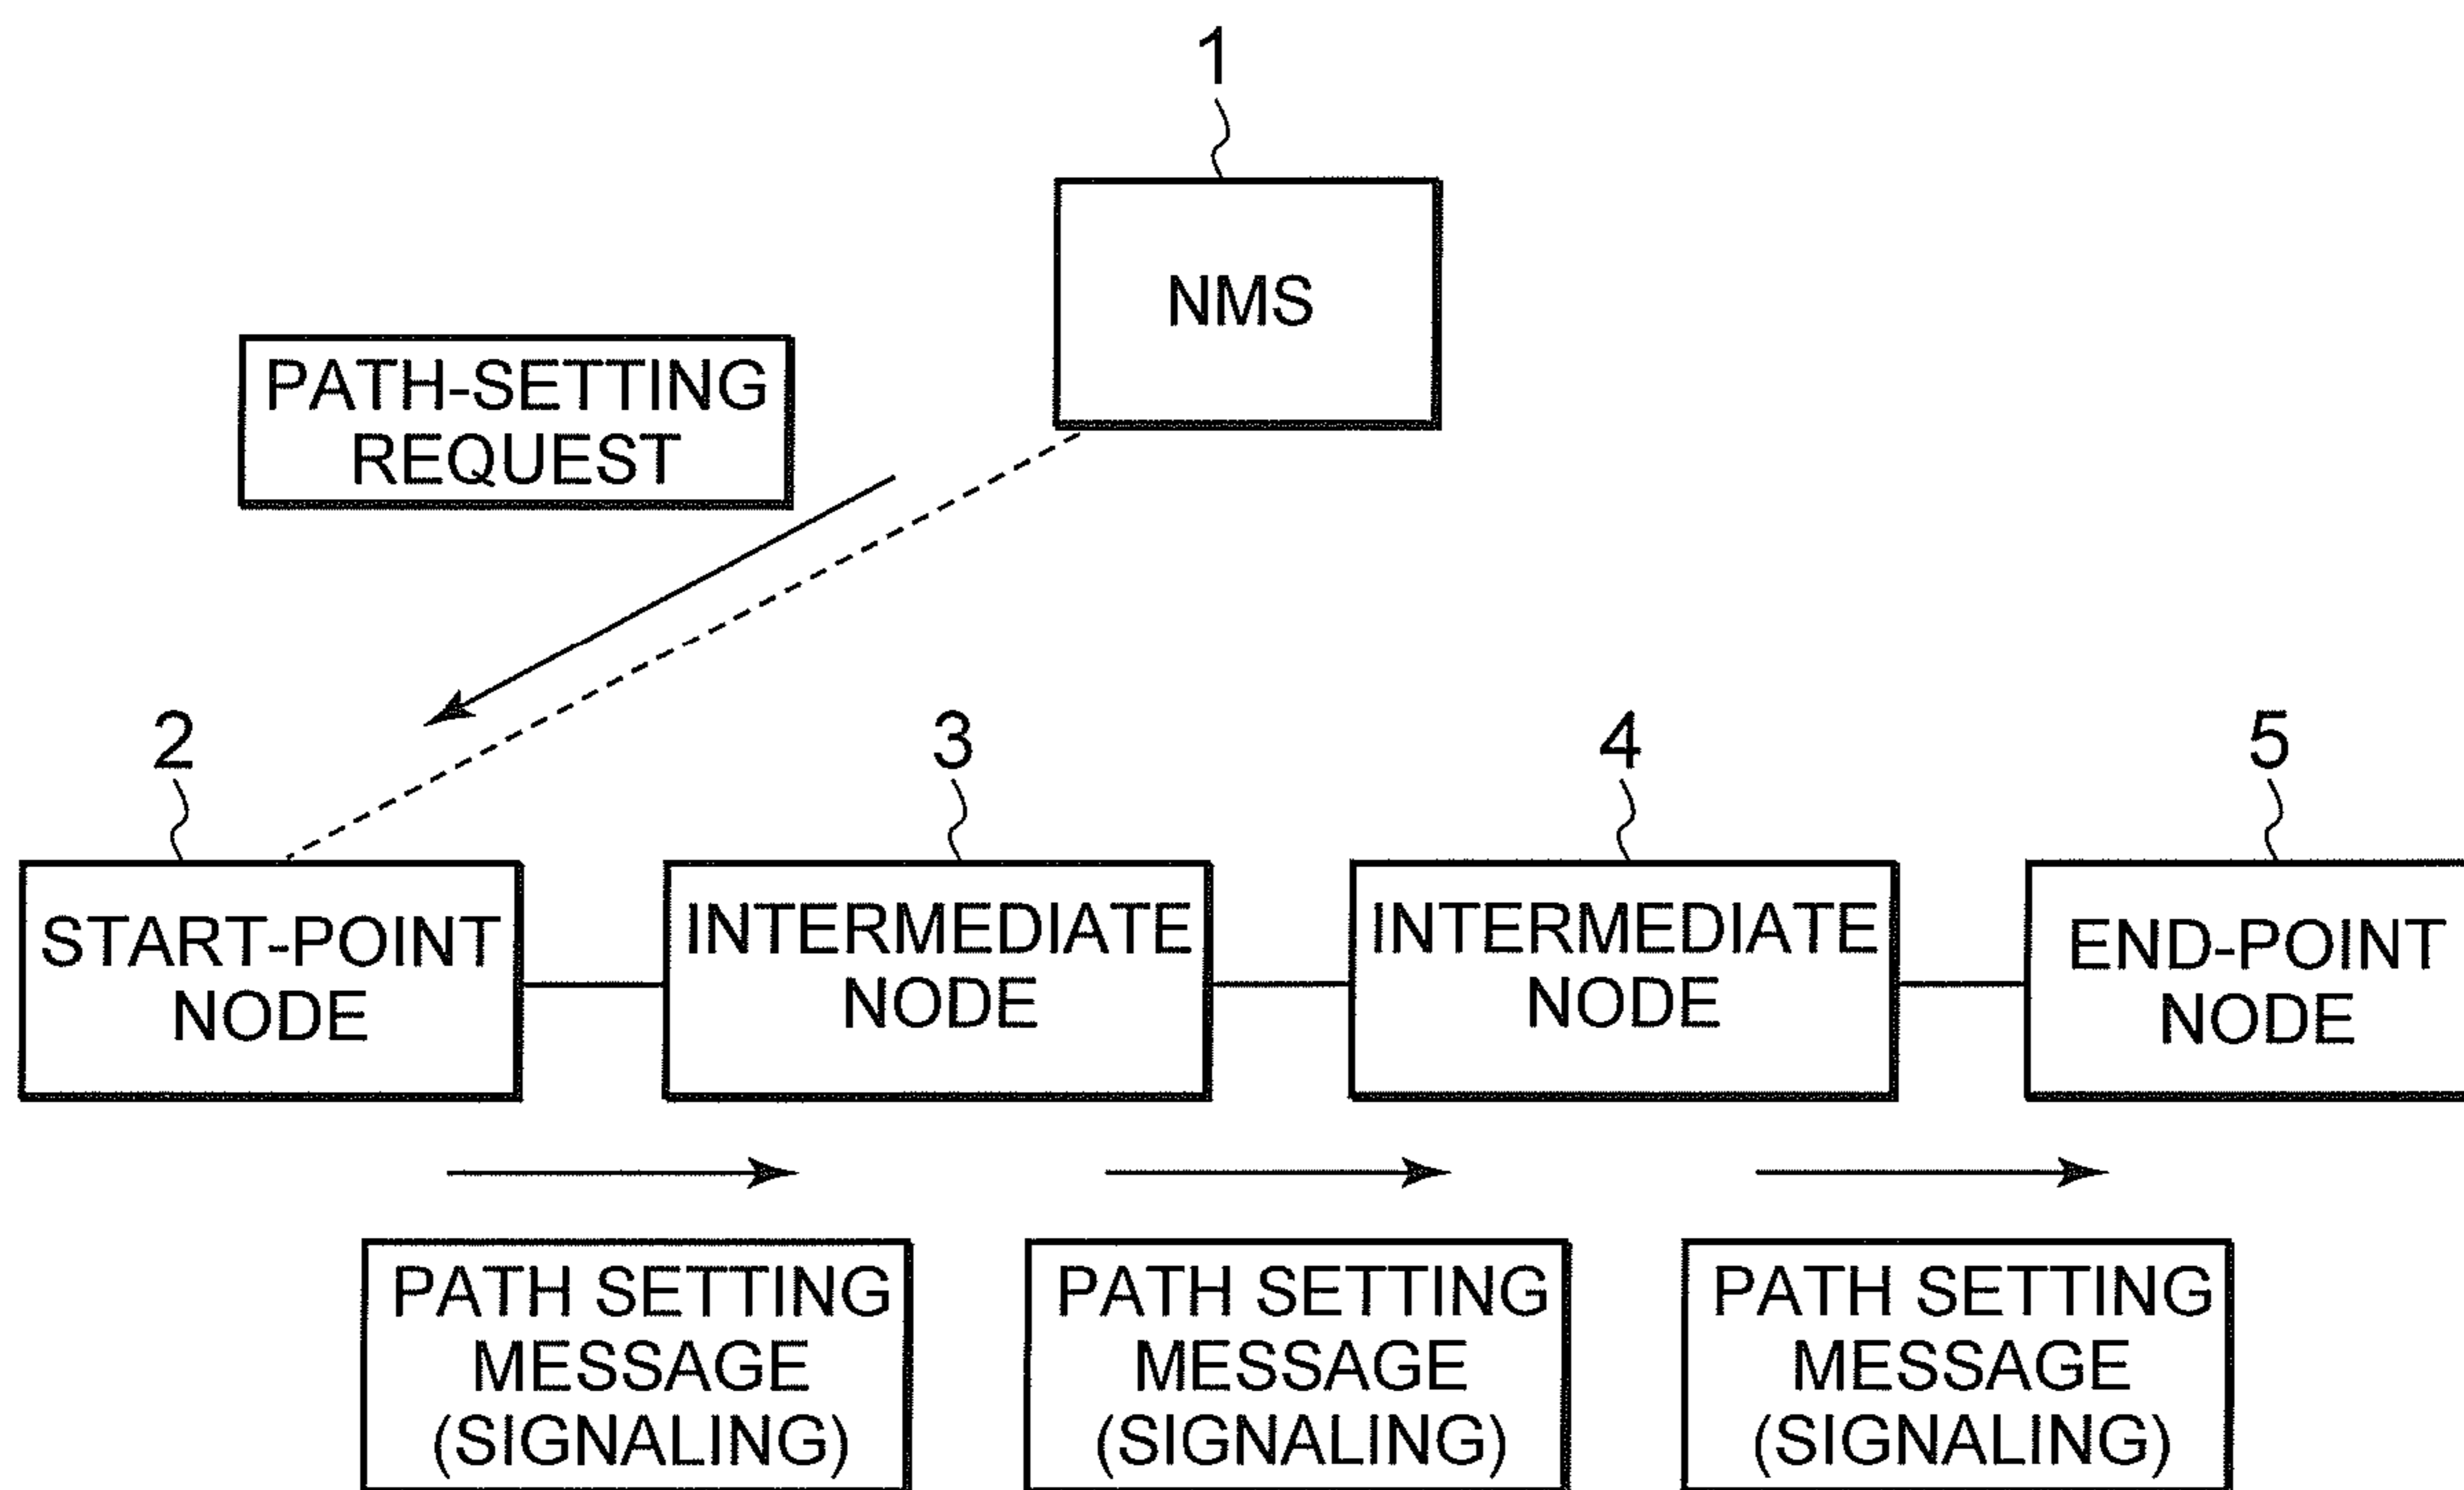 1
NMS
PATH-SETTING
REQUEST
2
3
4
5
START-POINT
NODE
INTERMEDIATE
NODE
INTERMEDIATE
NODE
END-POINT
NODE
PATH SETTING
MESSAGE
(SIGNALING)
PATH SETTING
MESSAGE
(SIGNALING)
PATH SETTING
MESSAGE
(SIGNALING)